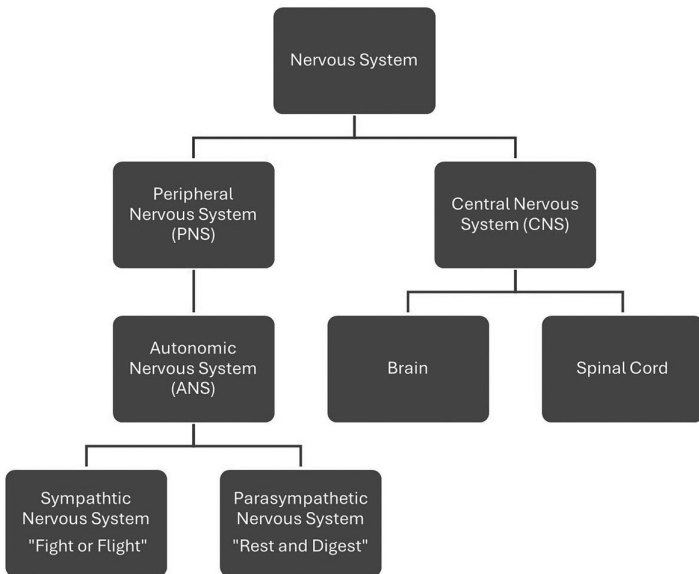 Nervous System
Peripheral
Nervous System
(PNS)
Central Nervous
System (CNS)
Autonomic
Nervous System
(ANS)
Brain
Spinal Cord
Sympathtic
Nervous System
"Fight or Flight"
Parasympathetic
Nervous System
"Rest and Digest"